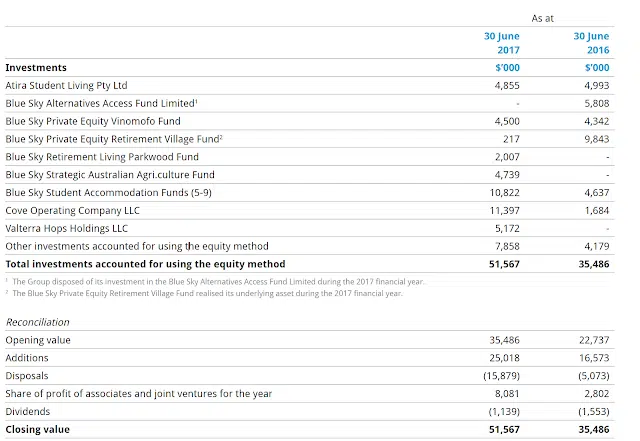 As at
30 June 30 June
2017 2016
Investments $'000 $'000
Atira Student Living Pty Ltd 4,855 4,993
Blue Sky Alternatives Access Fund Limited¹ - 5,808
Blue Sky Private Equity Vinomofo Fund 4,500 4,342
Blue Sky Private Equity Retirement Village Fund² 217 9,843
Blue Sky Retirement Living Parkwood Fund 2,007 -
Blue Sky Strategic Australian Agri.culture Fund 4,739 -
Blue Sky Student Accommodation Funds (5-9) 10,822 4,637
Cove Operating Company LLC 11,397 1,684
Valterra Hops Holdings LLC 5,172 -
Other investments accounted for using the equity method 7,858 4,179
Total investments accounted for using the equity method 51,567 35,486
¹ The Group disposed of its investment in the Blue Sky Alternatives Access Fund Limited during the 2017 financial year.
² The Blue Sky Private Equity Retirement Village Fund realised its underlying asset during the 2017 financial year.
Reconciliation
Opening value 35,486 22,737
Additions 25,018 16,573
Disposals (15,879) (5,073)
Share of profit of associates and joint ventures for the year 8,081 2,802
Dividends (1,139) (1,553)
Closing value 51,567 35,486